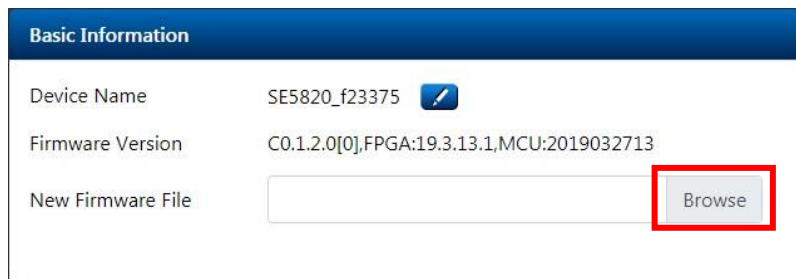 Basic Information
Device Name SE5820_f23375
Firmware Version C0.1.2.0[0],FPGA:19.3.13.1,MCU:2019032713
New Firmware File Browse